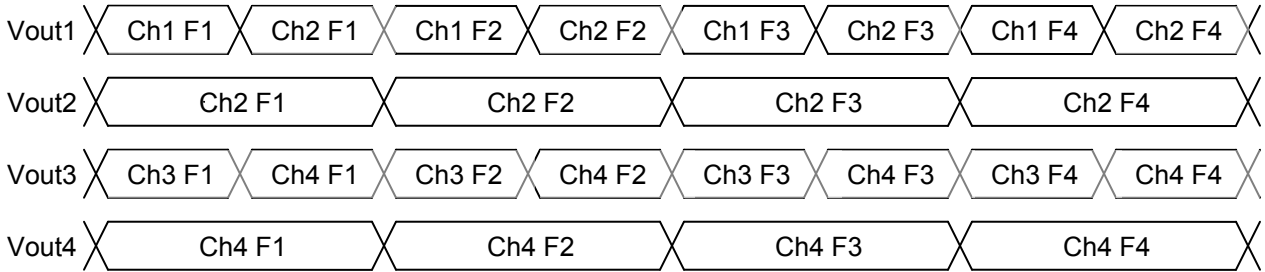 Vout1 Ch1 F1 Ch2 F1 Ch1 F2 Ch2 F2 Ch1 F3 Ch2 F3 Ch1 F4 Ch2 F4
Vout2 Ch2 F1 Ch2 F2 Ch2 F3 Ch2 F4
Vout3 Ch3 F1 Ch4 F1 Ch3 F2 Ch4 F2 Ch3 F3 Ch4 F3 Ch3 F4 Ch4 F4
Vout4 Ch4 F1 Ch4 F2 Ch4 F3 Ch4 F4